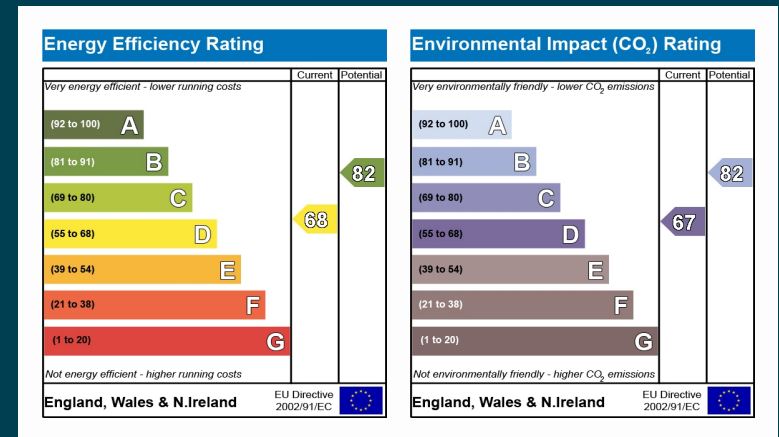 Energy Efficiency Rating
Current Potential
Very energy efficient - lower running costs
(92 to 100) A
(81 to 91) B
82
(69 to 80) C
68
(55 to 68) D
(39 to 54) E
(21 to 38) F
(1 to 20) G
Not energy efficient - higher running costs
England, Wales & N.Ireland
EU Directive
2002/91/EC
Environmental Impact (CO₂) Rating
Current Potential
Very environmentally friendly - lower CO₂ emissions
(92 to 100) A
(81 to 91) B
82
(69 to 80) C
67
(55 to 68) D
(39 to 54) E
(21 to 38) F
(1 to 20) G
Not environmentally friendly - higher CO₂ emissions
England, Wales & N.Ireland
EU Directive
2002/91/EC